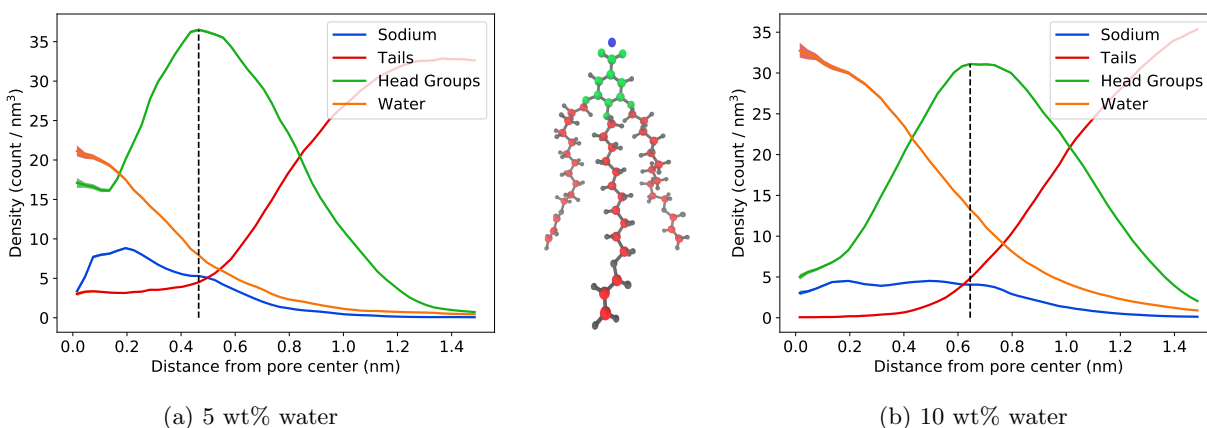 35
30
25
20
15
10
5
0
Density (count / nm³)
Sodium
Tails
Head Groups
Water
0.0 0.2 0.4 0.6 0.8 1.0 1.2 1.4
Distance from pore center (nm)
(a) 5 wt% water
35
30
25
20
15
10
5
0
Density (count / nm³)
Sodium
Tails
Head Groups
Water
0.0 0.2 0.4 0.6 0.8 1.0 1.2 1.4
Distance from pore center (nm)
(b) 10 wt% water